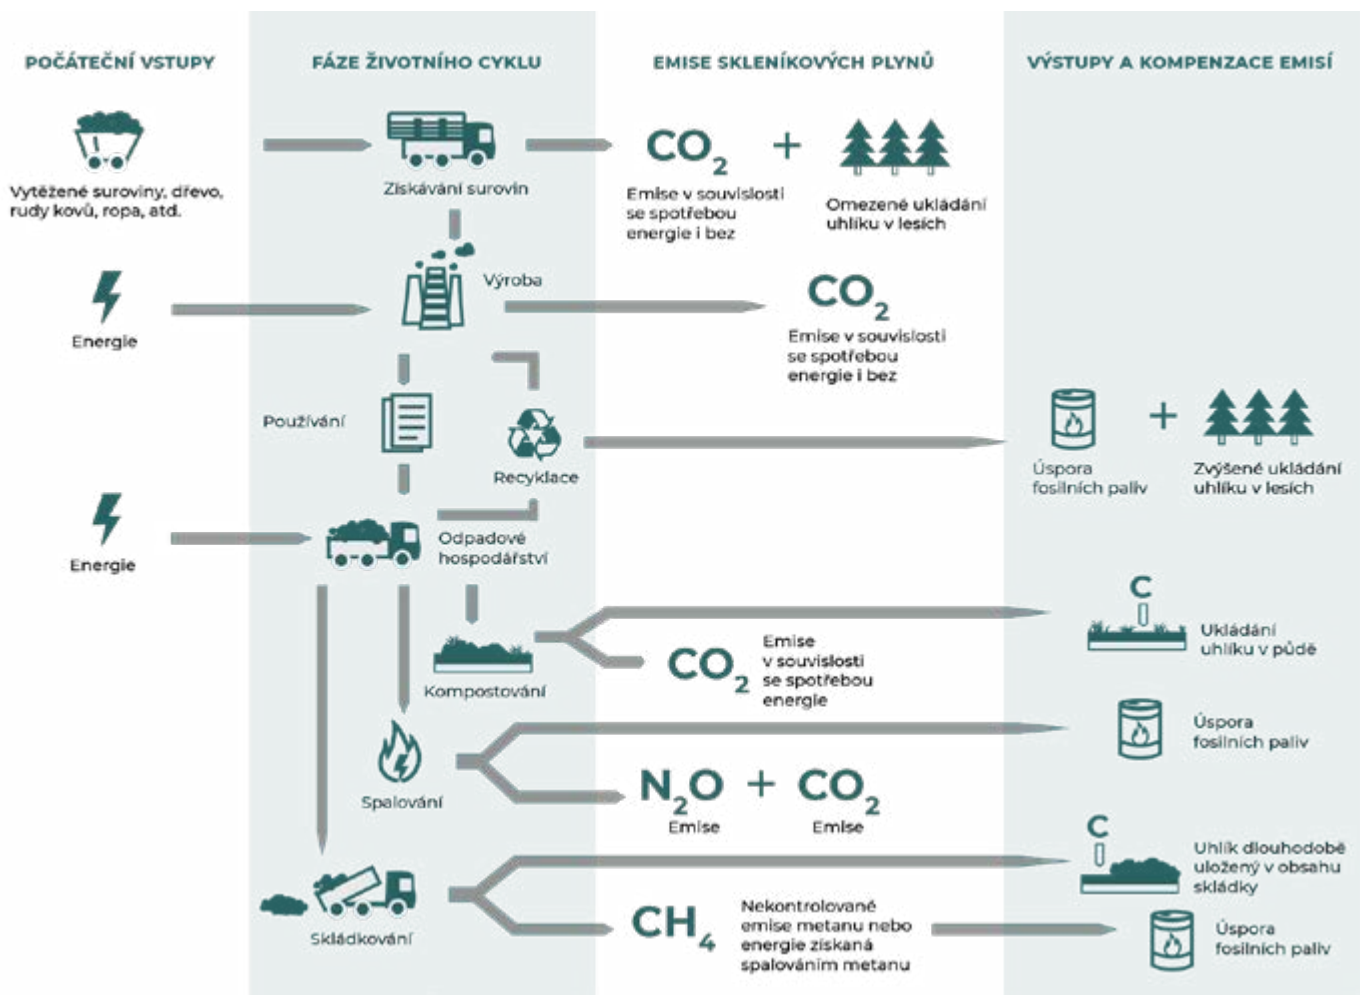 POČÁTEČNÍ VSTUPY
FÁZE ŽIVOTNÍHO CYKLU
EMISE SKLENÍKOVÝCH PLYNŮ
VÝSTUPY A KOMPENZACE EMISÍ
Vytěžené suroviny, dřevo,
rudy kovů, ropa, atd.
Získávání surovin
CO2
+
Emise v souvislosti
se spotřebou
energie i bez
Omezené ukládání
uhlíku v lesích
Energie
Výroba
CO2
Emise v souvislosti
se spotřebou
energie i bez
Používání
Recyklace
+
Úspora
fosilních paliv
Zvýšené ukládání
uhlíku v lesích
Energie
Odpadové
hospodářství
Kompostování
CO2
Emise
v souvislosti
se spotřebou
energie
C
Ukládání
uhlíku v půdě
Spalování
N2O + CO2
Emise
Emise
Úspora
fosilních paliv
Skládkování
CH4
Nekontrolované
emise metanu nebo
energie získaná
spalováním metanu
C
Uhlík dlouhodobě
uložený v obsahu
skládky
Úspora
fosilních paliv